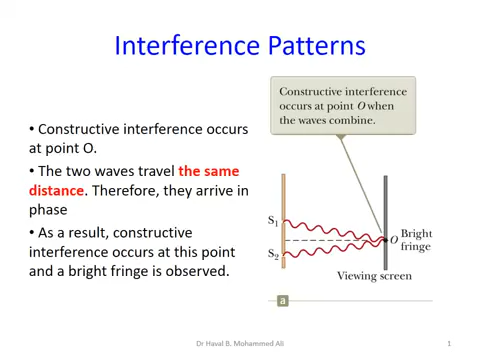 Interference Patterns
• Constructive interference occurs
at point O.
• The two waves travel the same
distance. Therefore, they arrive in
phase
• As a result, constructive
interference occurs at this point
and a bright fringe is observed.
Constructive interference
occurs at point O when
the waves combine.
S1
S2
O
Bright
fringe
Viewing screen
a
Dr Haval B. Mohammed Ali
1